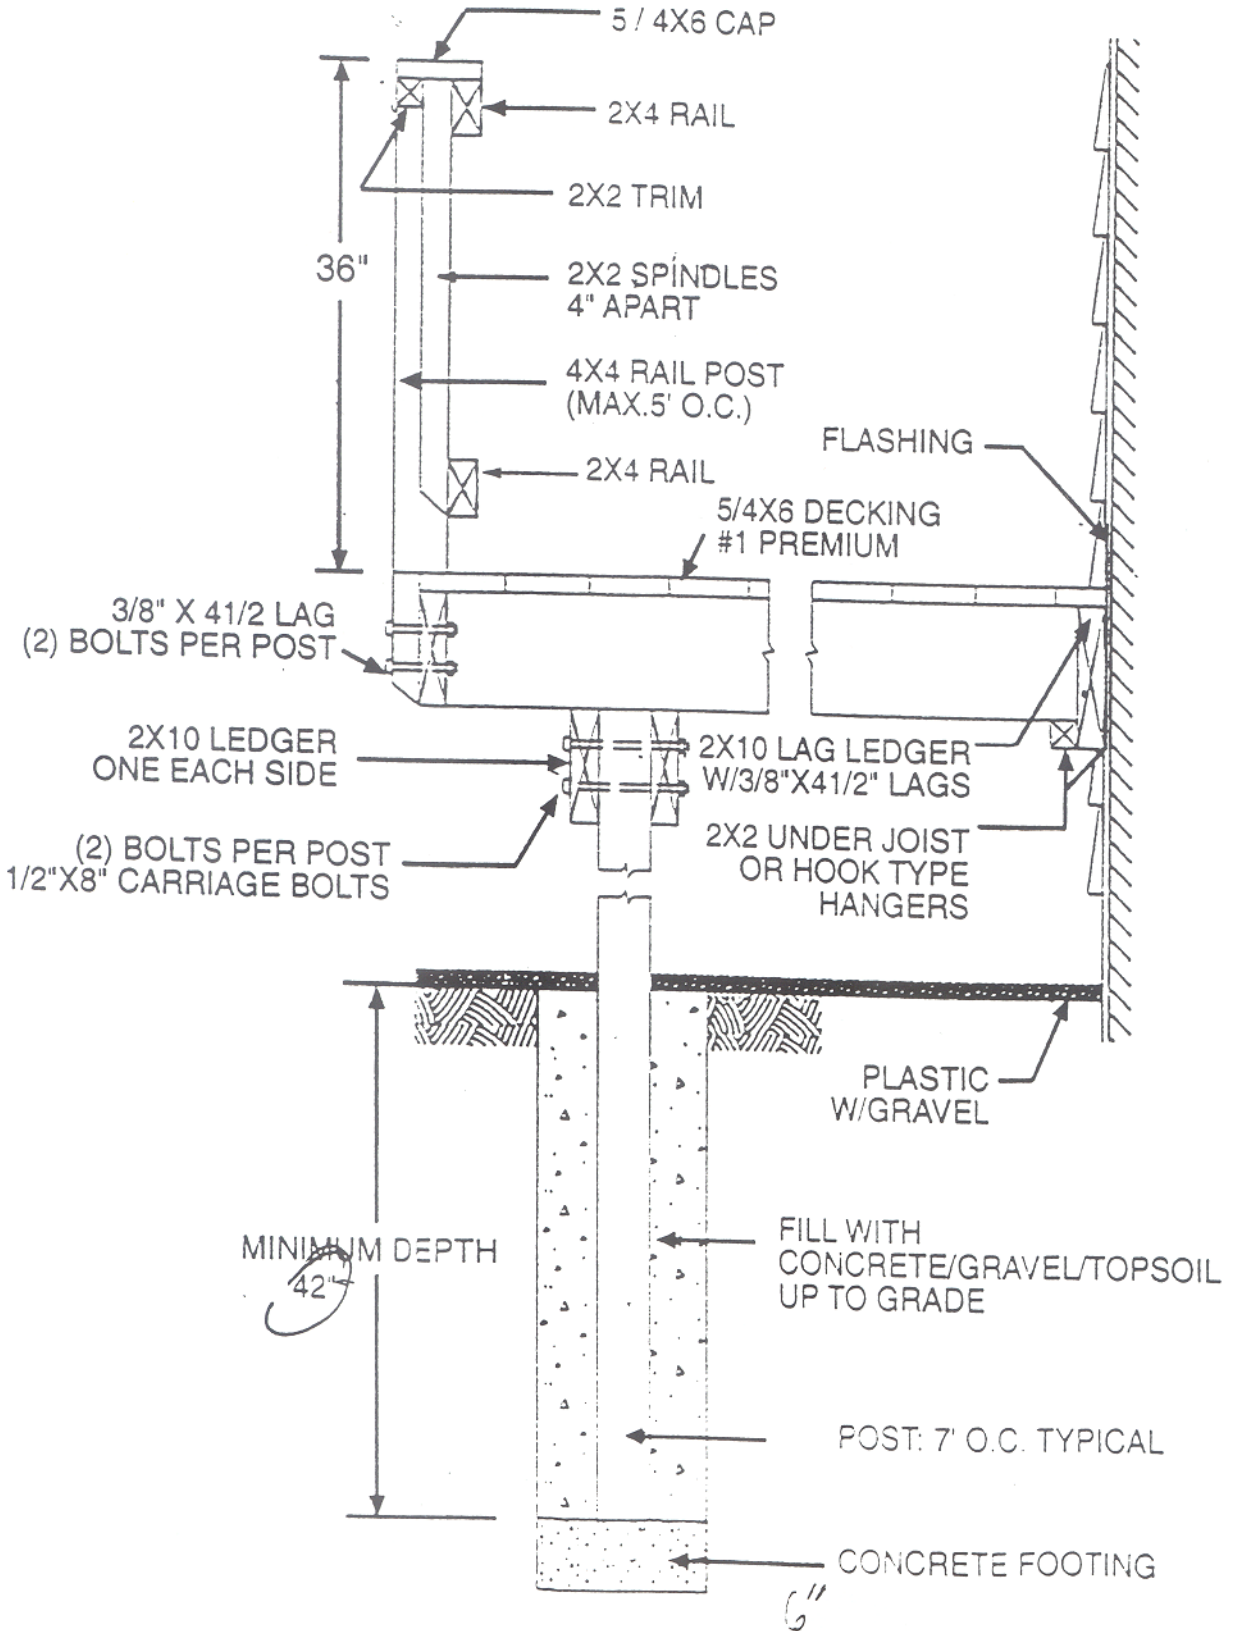 5 / 4X6 CAP
2X4 RAIL
2X2 TRIM
36"
2X2 SPINDLES
4" APART
4X4 RAIL POST
(MAX.5' O.C.)
FLASHING
2X4 RAIL
5/4X6 DECKING
#1 PREMIUM
3/8" X 41/2 LAG
(2) BOLTS PER POST
2X10 LEDGER
ONE EACH SIDE
2X10 LAG LEDGER
W/3/8"X41/2" LAGS
(2) BOLTS PER POST
1/2"X8" CARRIAGE BOLTS
2X2 UNDER JOIST
OR HOOK TYPE
HANGERS
PLASTIC
W/GRAVEL
MINIMUM DEPTH
42"
FILL WITH
CONCRETE/GRAVEL/TOPSOIL
UP TO GRADE
POST: 7' O.C. TYPICAL
CONCRETE FOOTING
6"